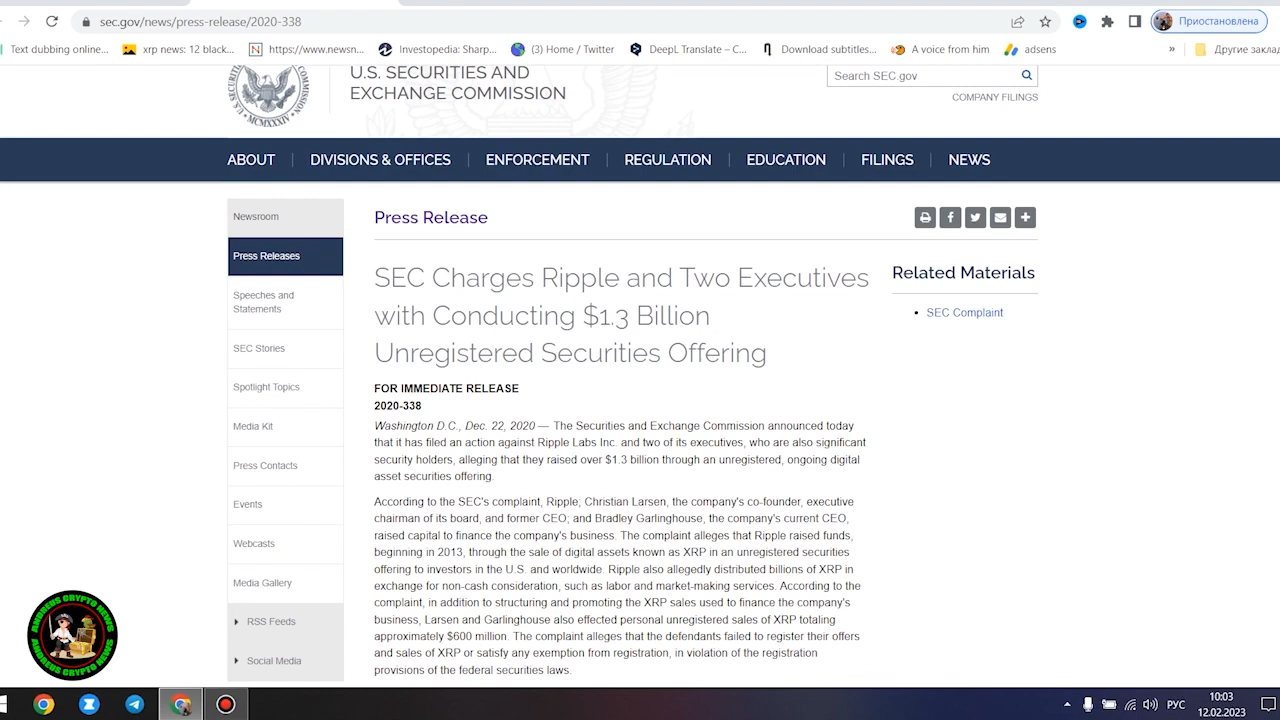 sec.gov/news/press-release/2020-338
Приостановлена
Text dubbing online...
xrp news: 12 black...
https://www.newsn...
Investopedia: Sharp...
(3) Home / Twitter
DeepL Translate – C...
Download subtitles...
A voice from him
adsens
»
Другие заклад
U.S. SECURITIES AND
EXCHANGE COMMISSION
MCMXXXIV
Search SEC.gov
COMPANY FILINGS
ABOUT
DIVISIONS & OFFICES
ENFORCEMENT
REGULATION
EDUCATION
FILINGS
NEWS
Newsroom
Press Releases
Speeches and
Statements
SEC Stories
Spotlight Topics
Media Kit
Press Contacts
Events
Webcasts
Media Gallery
RSS Feeds
Social Media
Press Release
SEC Charges Ripple and Two Executives
with Conducting $1.3 Billion
Unregistered Securities Offering
FOR IMMEDIATE RELEASE
2020-338
Washington D.C., Dec. 22, 2020 — The Securities and Exchange Commission announced today
that it has filed an action against Ripple Labs Inc. and two of its executives, who are also significant
security holders, alleging that they raised over $1.3 billion through an unregistered, ongoing digital
asset securities offering.
According to the SEC's complaint, Ripple; Christian Larsen, the company's co-founder, executive
chairman of its board, and former CEO; and Bradley Garlinghouse, the company's current CEO,
raised capital to finance the company's business. The complaint alleges that Ripple raised funds,
beginning in 2013, through the sale of digital assets known as XRP in an unregistered securities
offering to investors in the U.S. and worldwide. Ripple also allegedly distributed billions of XRP in
exchange for non-cash consideration, such as labor and market-making services. According to the
complaint, in addition to structuring and promoting the XRP sales used to finance the company's
business, Larsen and Garlinghouse also effected personal unregistered sales of XRP totaling
approximately $600 million. The complaint alleges that the defendants failed to register their offers
and sales of XRP or satisfy any exemption from registration, in violation of the registration
provisions of the federal securities laws.
Related Materials
SEC Complaint
ANDREUS CRYPTO NEWS
ANDREUS CRYPTO NEWS
РУС
10:03
12.02.2023